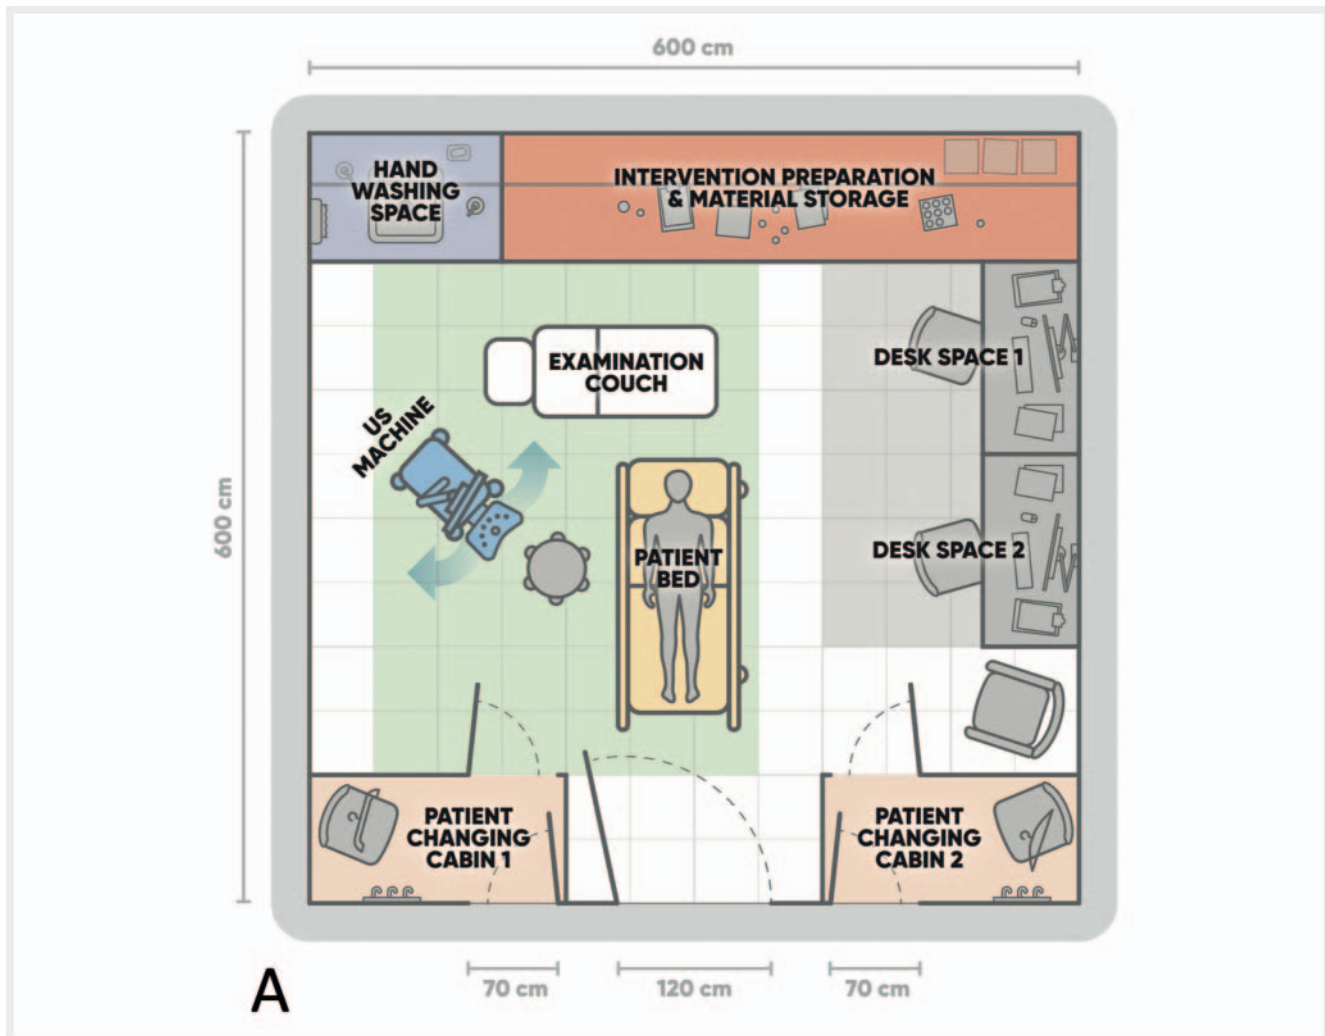 600 cm
600 cm
HAND
WASHING
SPACE
INTERVENTION PREPARATION
& MATERIAL STORAGE
EXAMINATION
COUCH
DESK SPACE 1
US
MACHINE
PATIENT
BED
DESK SPACE 2
PATIENT
CHANGING
CABIN 1
PATIENT
CHANGING
CABIN 2
A
70 cm
120 cm
70 cm